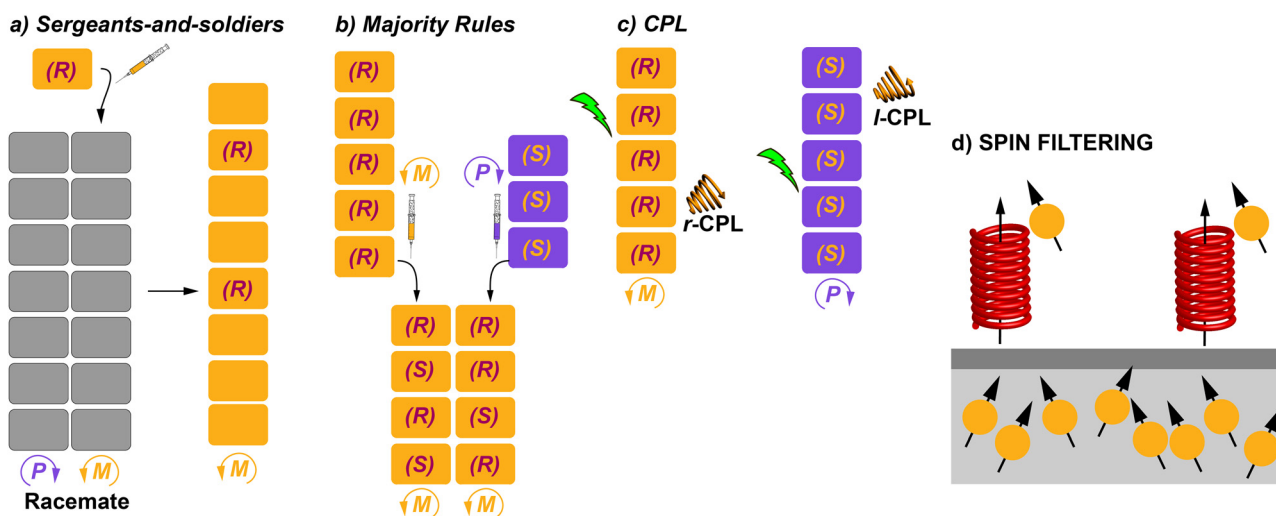 a) Sergeants-and-soldiers
(R)
(R)
(R)
P M
M
Racemate
b) Majority Rules
(R)
(R)
(R)
(R)
(R)
M
P
(S)
(S)
(S)
(R) (R)
(S) (R)
(R) (S)
(S) (R)
M M
c) CPL
(R)
(R)
(R)
(R)
(R)
r-CPL
M
(S)
(S)
(S)
(S)
(S)
l-CPL
P
d) SPIN FILTERING